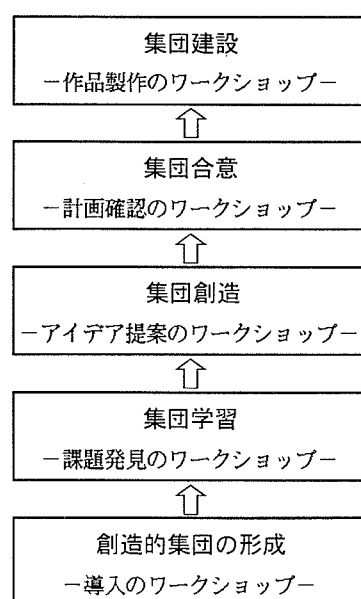 集団建設
－作品製作のワークショップ－
集団合意
－計画確認のワークショップ－
集団創造
－アイデア提案のワークショップ－
集団学習
－課題発見のワークショップ－
創造的集団の形成
－導入のワークショップ－